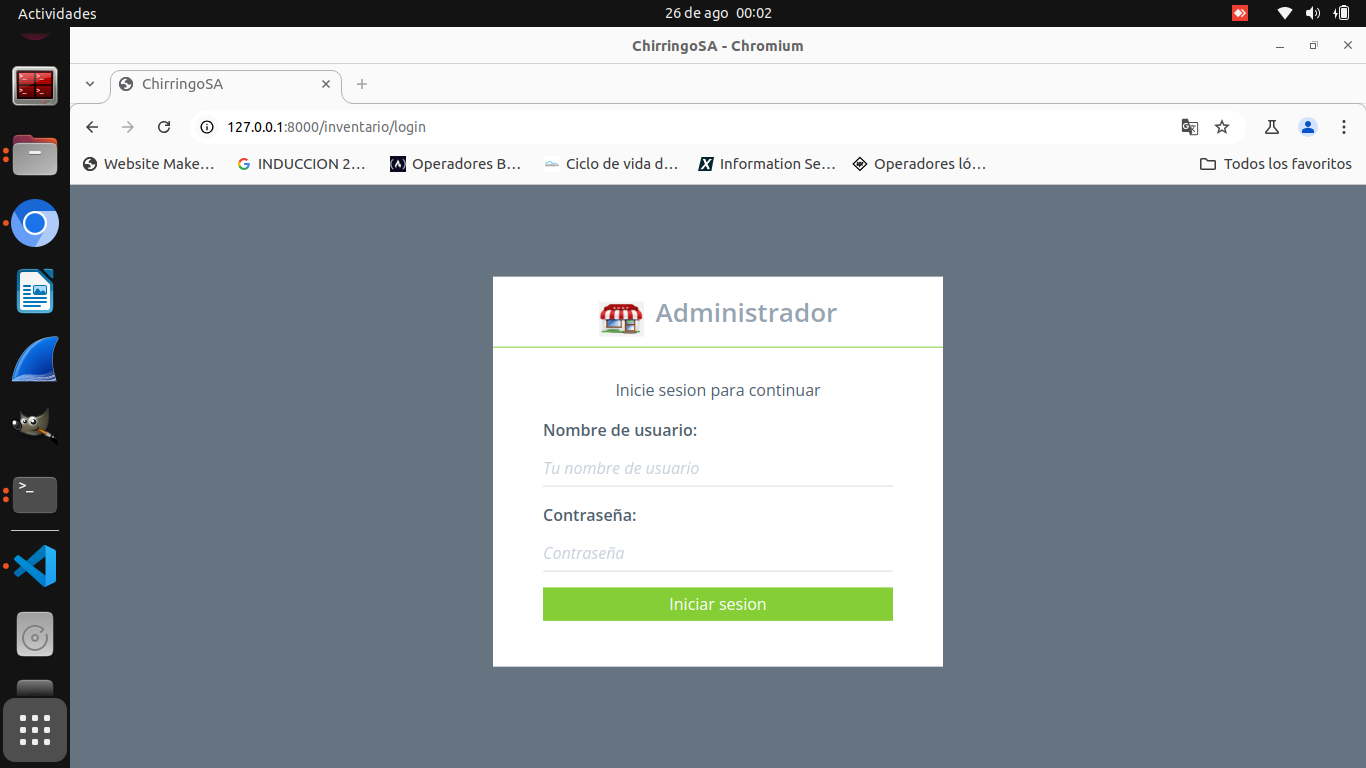 Actividades
26 de ago 00:02
ChirringoSA - Chromium
ChirringoSA
127.0.0.1:8000/inventario/login
Website Make…
INDUCCION 2…
Operadores B…
Ciclo de vida d…
Information Se…
Operadores ló…
Todos los favoritos
Administrador
Inicie sesion para continuar
Nombre de usuario:
Tu nombre de usuario
Contraseña:
Contraseña
Iniciar sesion